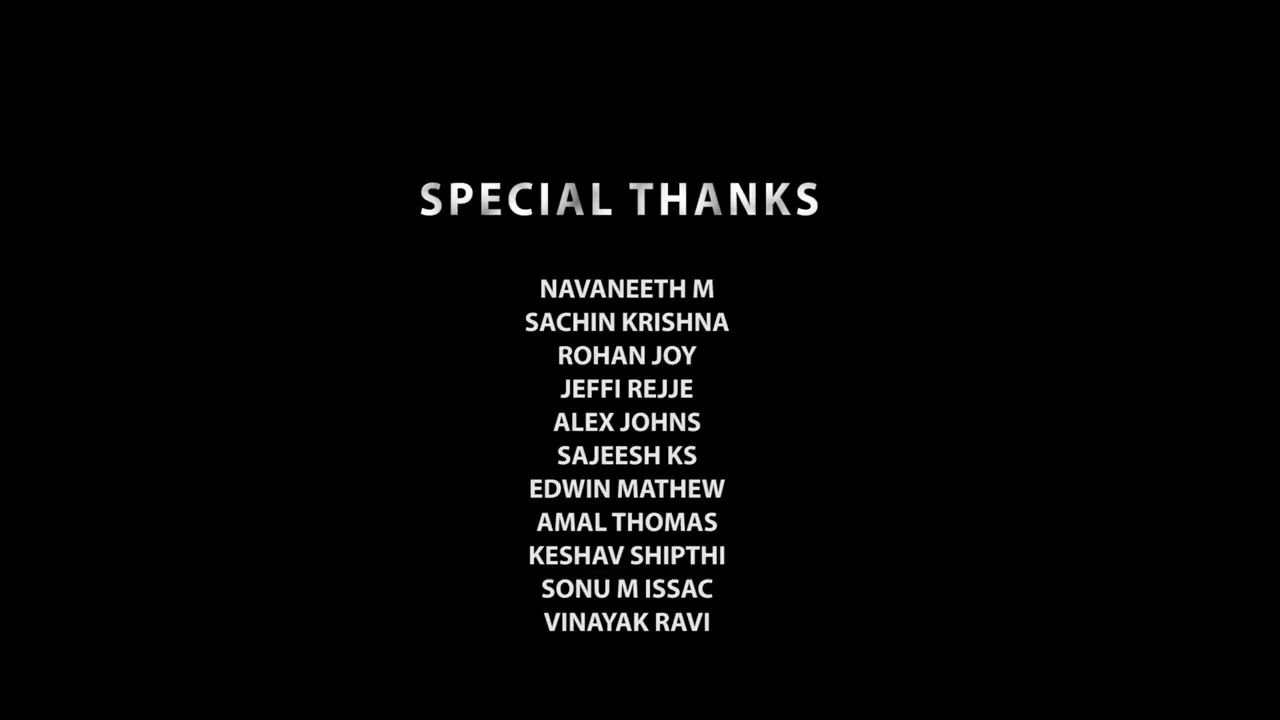 SPECIAL THANKS
NAVANEETH M
SACHIN KRISHNA
ROHAN JOY
JEFFI REJJE
ALEX JOHNS
SAJEESH KS
EDWIN MATHEW
AMAL THOMAS
KESHAV SHIPTHI
SONU M ISSAC
VINAYAK RAVI